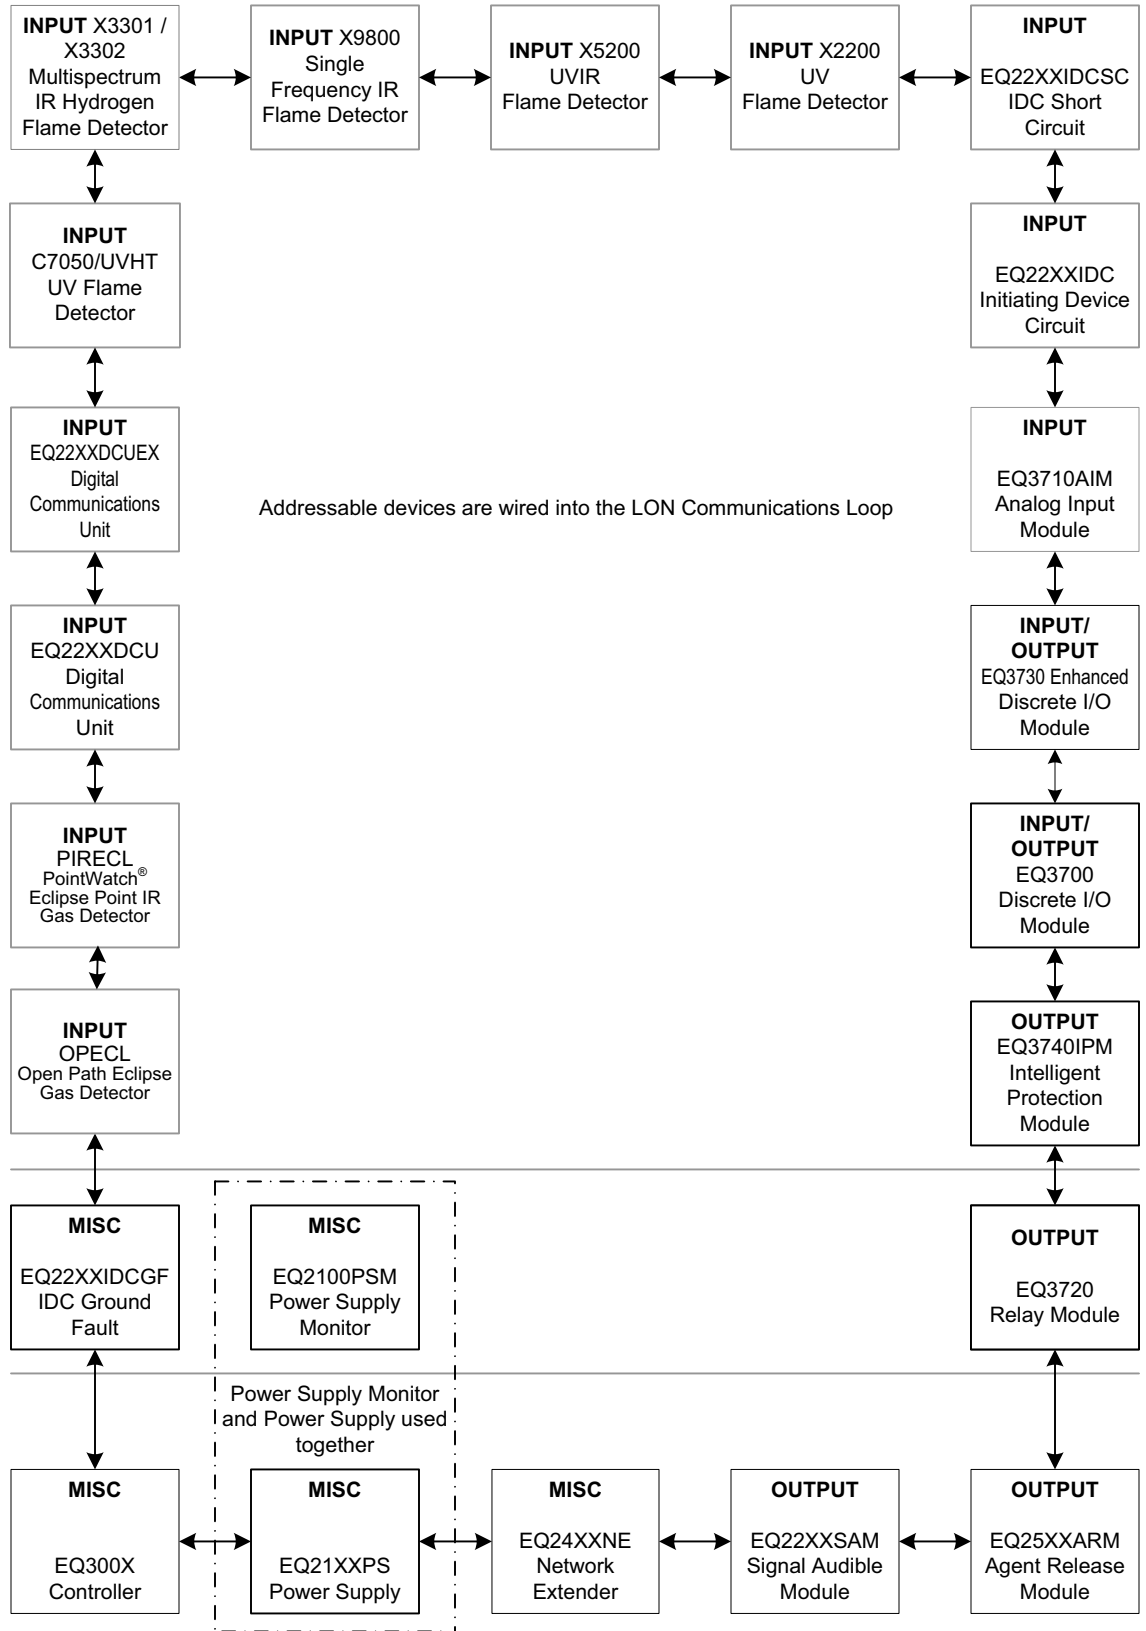 INPUT X3301 /
X3302
Multispectrum
IR Hydrogen
Flame Detector
INPUT X9800
Single
Frequency IR
Flame Detector
INPUT X5200
UVIR
Flame Detector
INPUT X2200
UV
Flame Detector
INPUT
EQ22XXIDCSC
IDC Short
Circuit
INPUT
C7050/UVHT
UV Flame
Detector
INPUT
EQ22XXIDC
Initiating Device
Circuit
INPUT
EQ22XXDCUEX
Digital
Communications
Unit
Addressable devices are wired into the LON Communications Loop
INPUT
EQ3710AIM
Analog Input
Module
INPUT
EQ22XXDCU
Digital
Communications
Unit
INPUT/
OUTPUT
EQ3730 Enhanced
Discrete I/O
Module
INPUT
PIRECL
PointWatch®
Eclipse Point IR
Gas Detector
INPUT/
OUTPUT
EQ3700
Discrete I/O
Module
INPUT
OPECL
Open Path Eclipse
Gas Detector
OUTPUT
EQ3740IPM
Intelligent
Protection
Module
MISC
EQ22XXIDCGF
IDC Ground
Fault
MISC
EQ2100PSM
Power Supply
Monitor
OUTPUT
EQ3720
Relay Module
Power Supply Monitor
and Power Supply used
together
MISC
EQ300X
Controller
MISC
EQ21XXPS
Power Supply
MISC
EQ24XXNE
Network
Extender
OUTPUT
EQ22XXSAM
Signal Audible
Module
OUTPUT
EQ25XXARM
Agent Release
Module